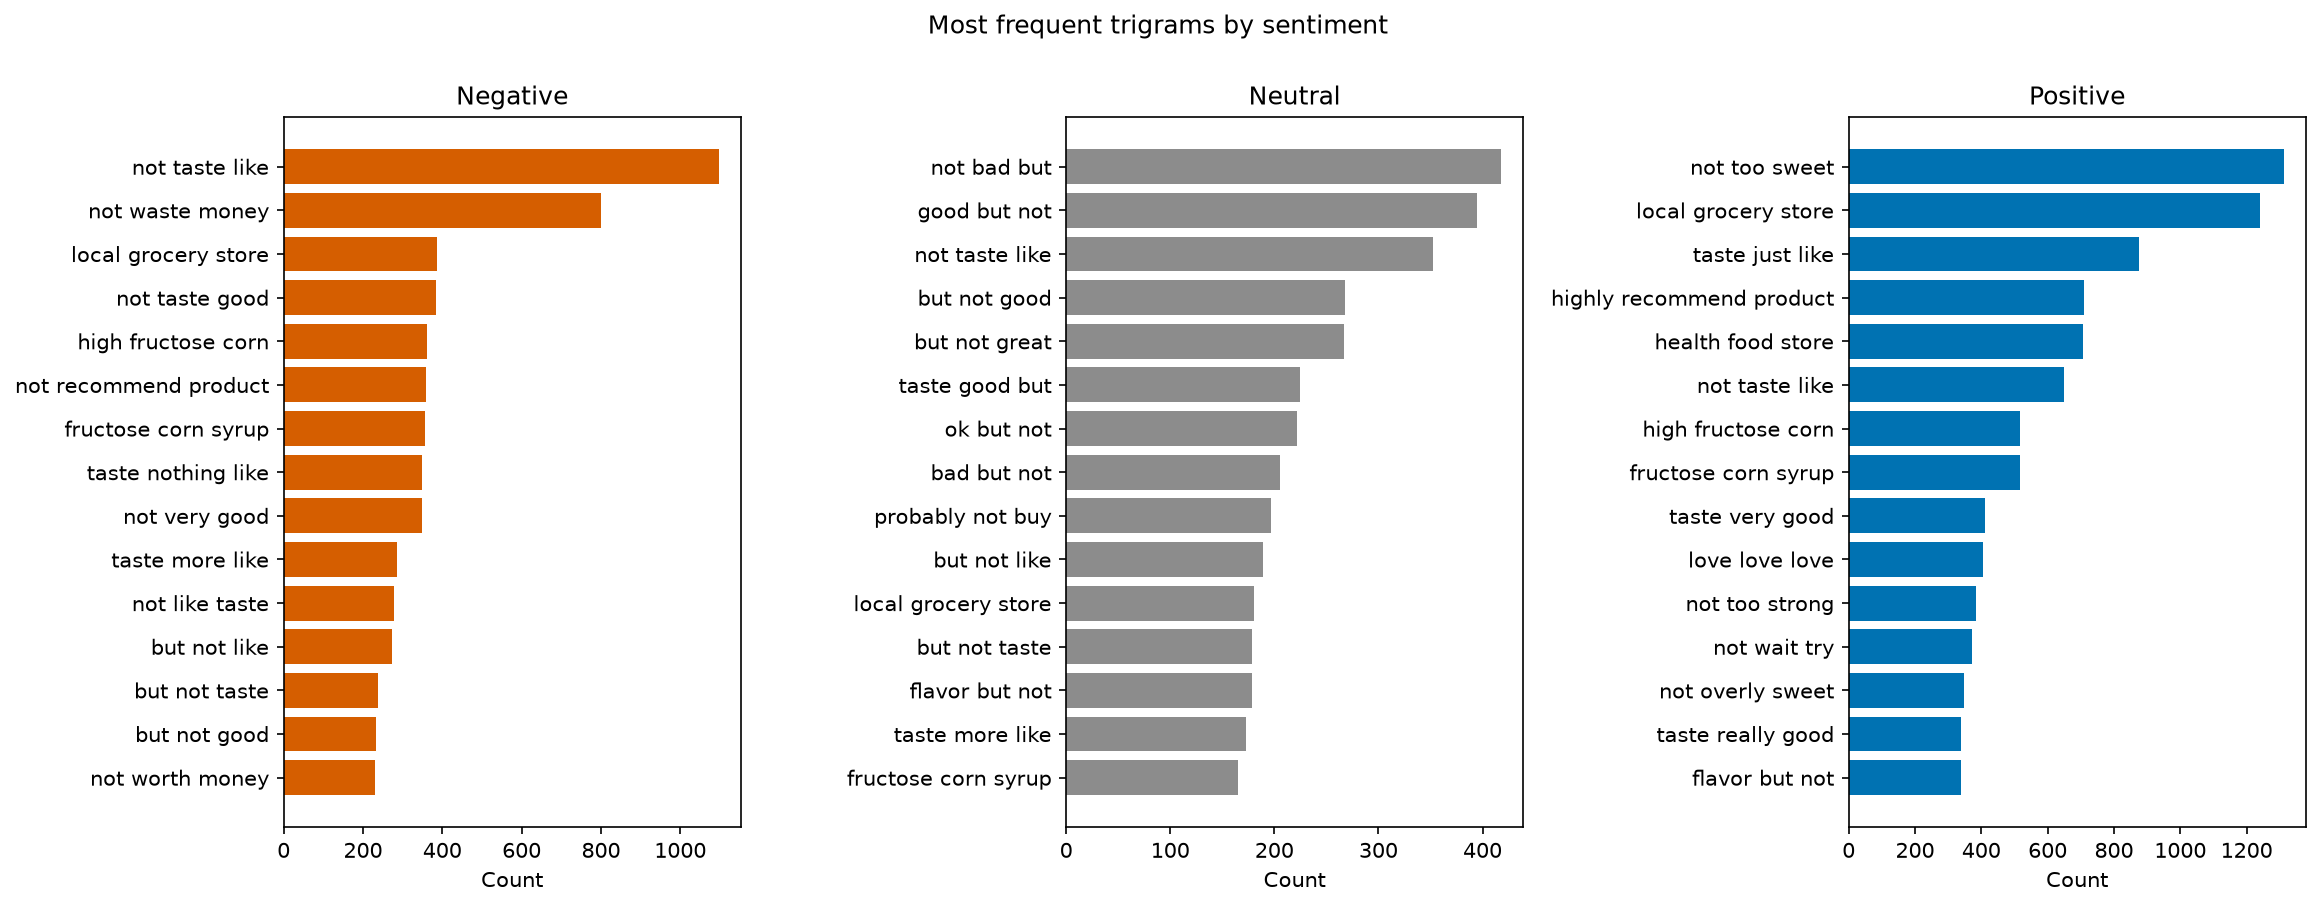 Most frequent trigrams by sentiment
Negative
not taste like
not waste money
local grocery store
not taste good
high fructose corn
not recommend product
fructose corn syrup
taste nothing like
not very good
taste more like
not like taste
but not like
but not taste
but not good
not worth money
0 200 400 600 800 1000
Count
Neutral
not bad but
good but not
not taste like
but not good
but not great
taste good but
ok but not
bad but not
probably not buy
but not like
local grocery store
but not taste
flavor but not
taste more like
fructose corn syrup
0 100 200 300 400
Count
Positive
not too sweet
local grocery store
taste just like
highly recommend product
health food store
not taste like
high fructose corn
fructose corn syrup
taste very good
love love love
not too strong
not wait try
not overly sweet
taste really good
flavor but not
0 200 400 600 800 1000 1200
Count